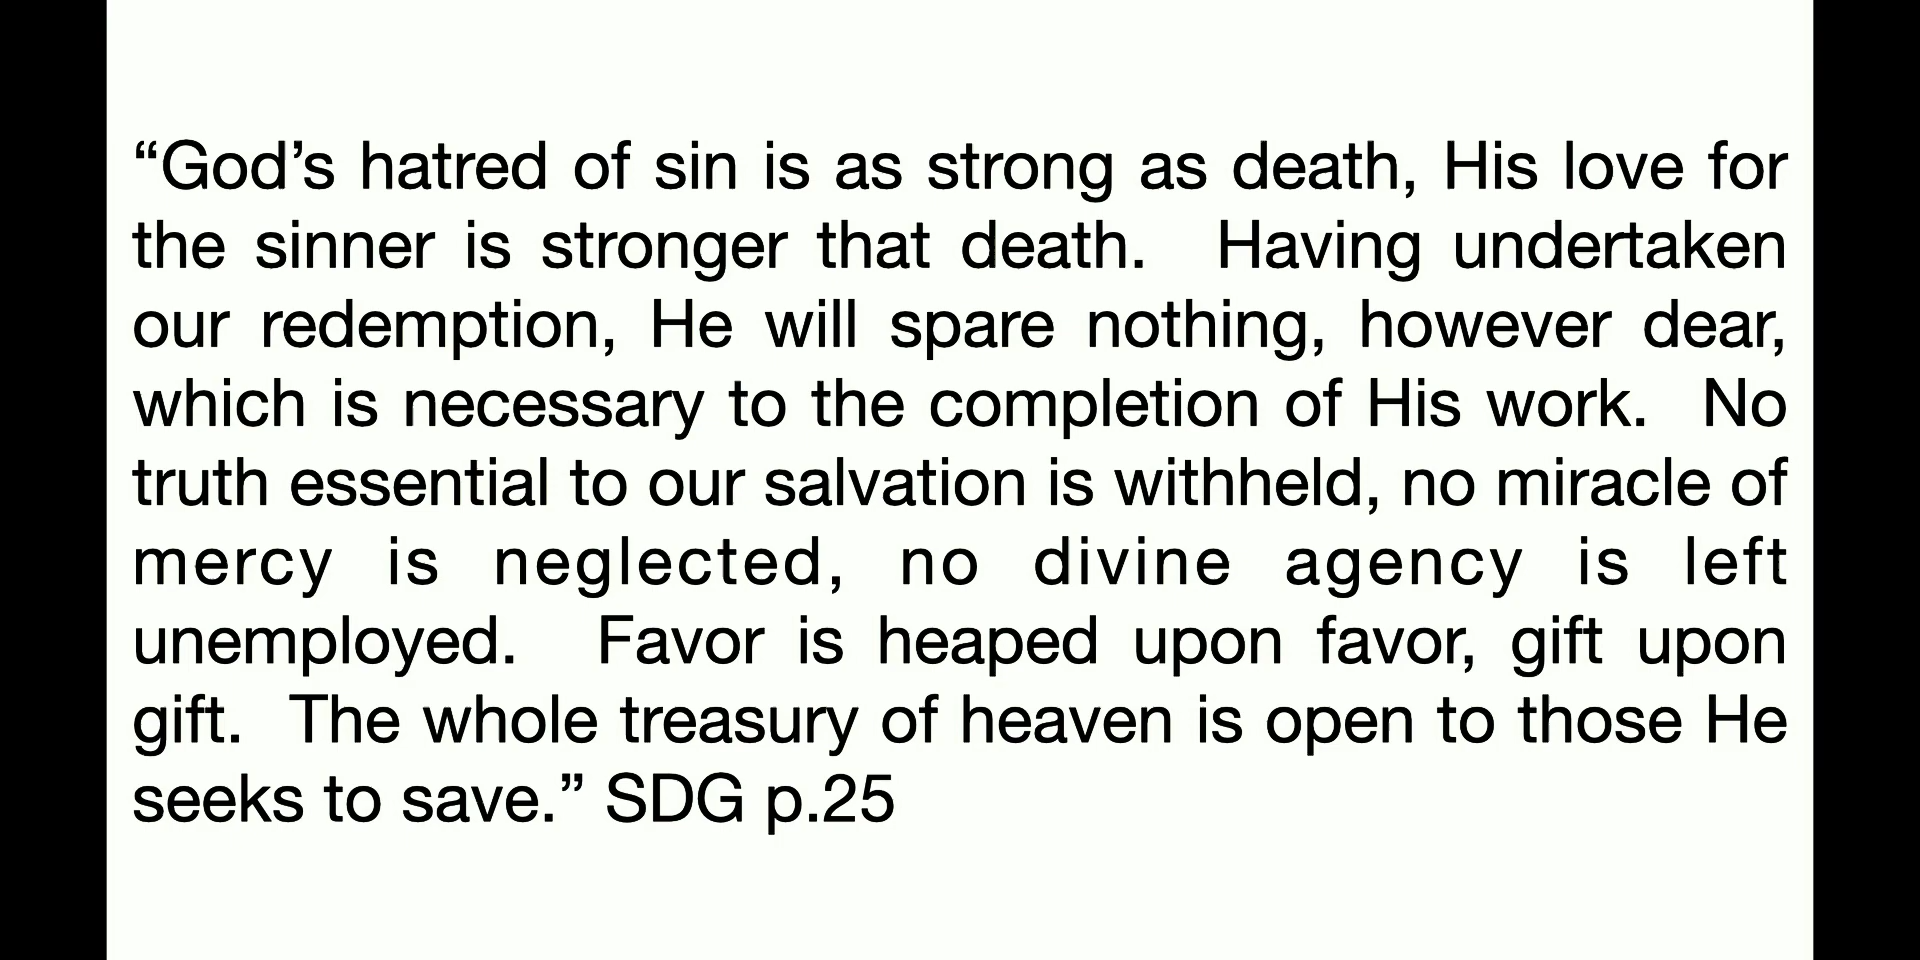 “God’s hatred of sin is as strong as death, His love for
the sinner is stronger that death.  Having undertaken
our redemption, He will spare nothing, however dear,
which is necessary to the completion of His work.  No
truth essential to our salvation is withheld, no miracle of
mercy is neglected, no divine agency is left
unemployed.  Favor is heaped upon favor, gift upon
gift.  The whole treasury of heaven is open to those He
seeks to save.” SDG p.25